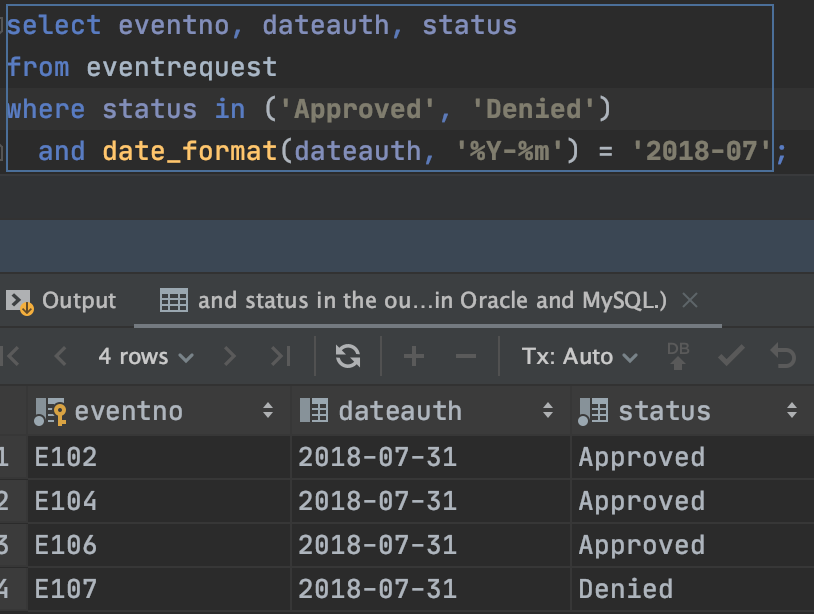 select eventno, dateauth, status
from eventrequest
where status in ('Approved', 'Denied')
and date_format(dateauth, '%Y-%m') = '2018-07';
Output and status in the ou...in Oracle and MySQL.)
4 rows Tx: Auto DB
eventno dateauth status
1 E102 2018-07-31 Approved
2 E104 2018-07-31 Approved
3 E106 2018-07-31 Approved
4 E107 2018-07-31 Denied